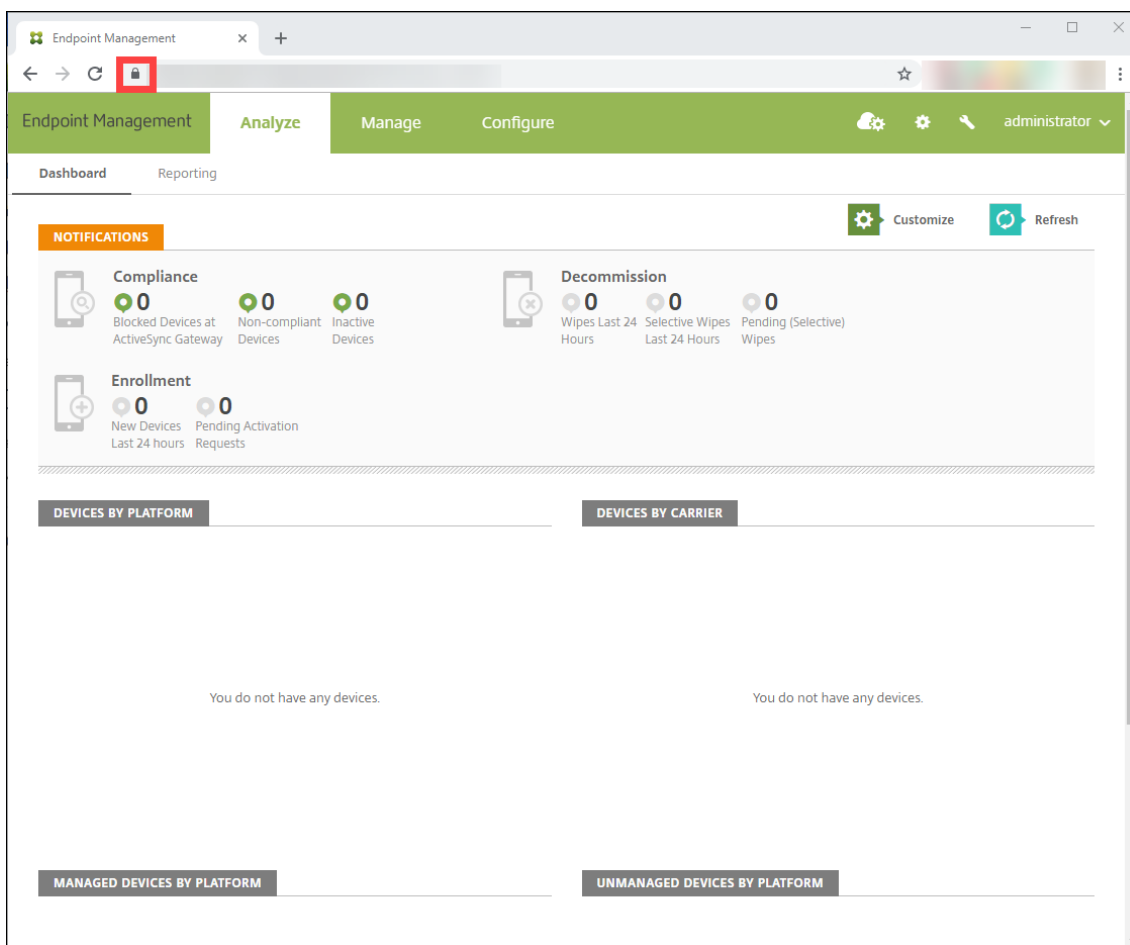 Endpoint Management
Endpoint Management Analyze Manage Configure administrator
Dashboard Reporting
Customize Refresh
NOTIFICATIONS
Compliance
0 0 0
Blocked Devices at Non-compliant Inactive
ActiveSync Gateway Devices Devices
Decommission
0 0 0
Wipes Last 24 Selective Wipes Pending (Selective)
Hours Last 24 Hours Wipes
Enrollment
0 0
New Devices Pending Activation
Last 24 hours Requests
DEVICES BY PLATFORM DEVICES BY CARRIER
You do not have any devices. You do not have any devices.
MANAGED DEVICES BY PLATFORM UNMANAGED DEVICES BY PLATFORM